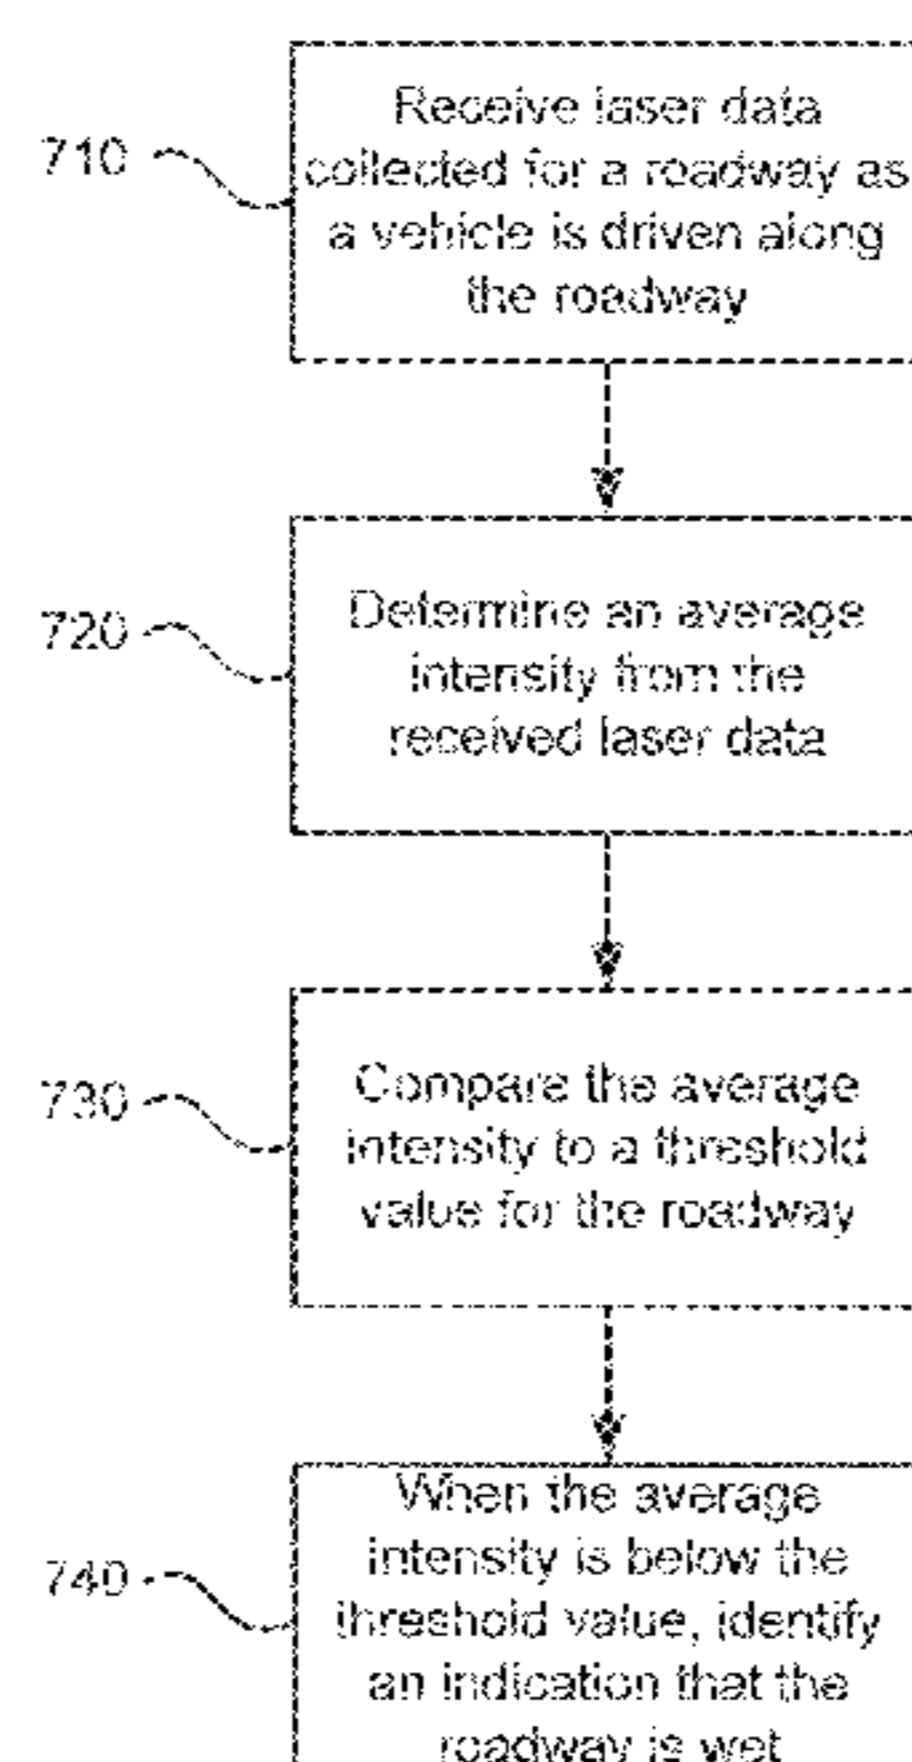 710
Receive laser data
collected for a roadway as
a vehicle is driven along
the roadway
720
Determine an average
intensity from the
received laser data
730
Compare the average
intensity to a threshold
value for the roadway
740
When the average
intensity is below the
threshold value, identify
an indication that the
roadway is wet